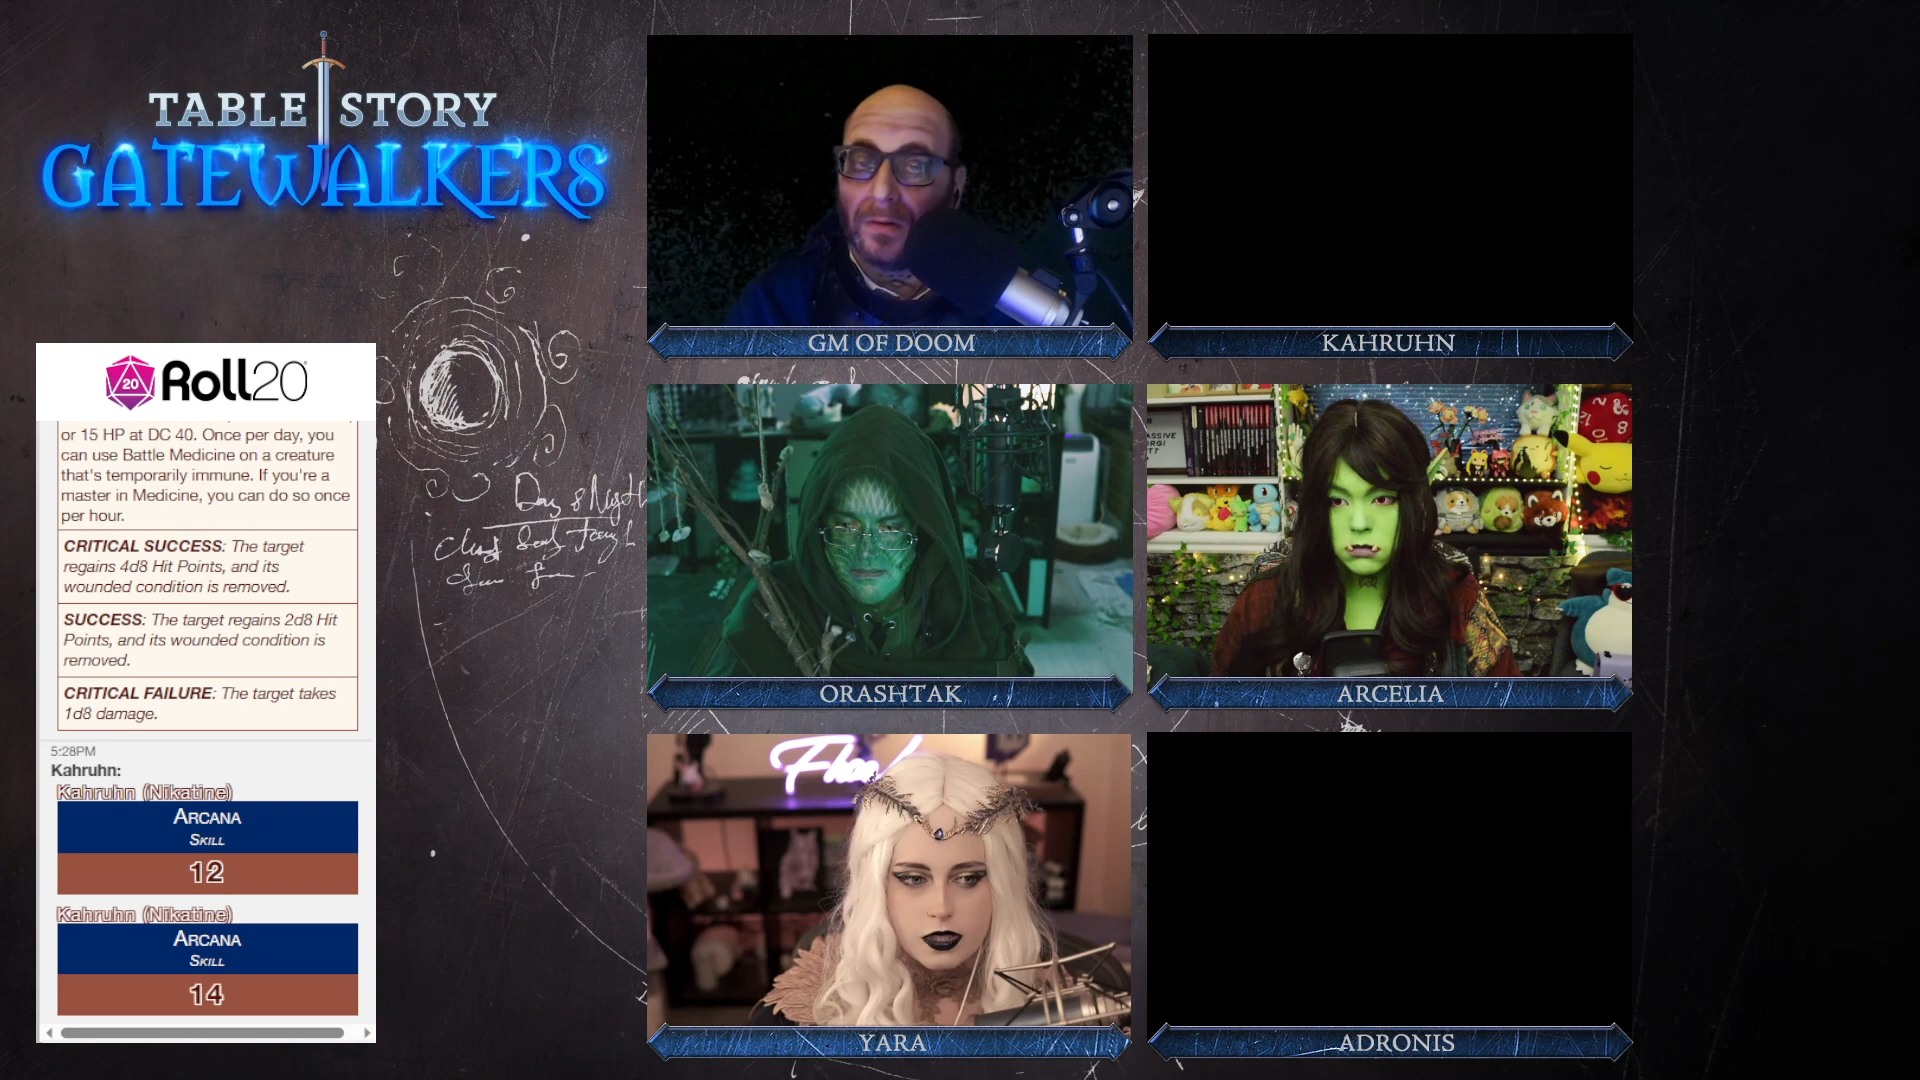 TABLE STORY
GATEWALKERS
Roll20
20
or 15 HP at DC 40. Once per day, you
can use Battle Medicine on a creature
that's temporarily immune. If you're a
master in Medicine, you can do so once
per hour.
CRITICAL SUCCESS: The target
regains 4d8 Hit Points, and its
wounded condition is removed.
SUCCESS: The target regains 2d8 Hit
Points, and its wounded condition is
removed.
CRITICAL FAILURE: The target takes
1d8 damage.
5:28PM
Kahruhn:
Kahruhn (Nikatine)
ARCANA
SKILL
12
Kahruhn (Nikatine)
ARCANA
SKILL
14
Day & Night
GM OF DOOM
KAHRUHN
ORASHTAK
ARCELIA
YARA
ADRONIS